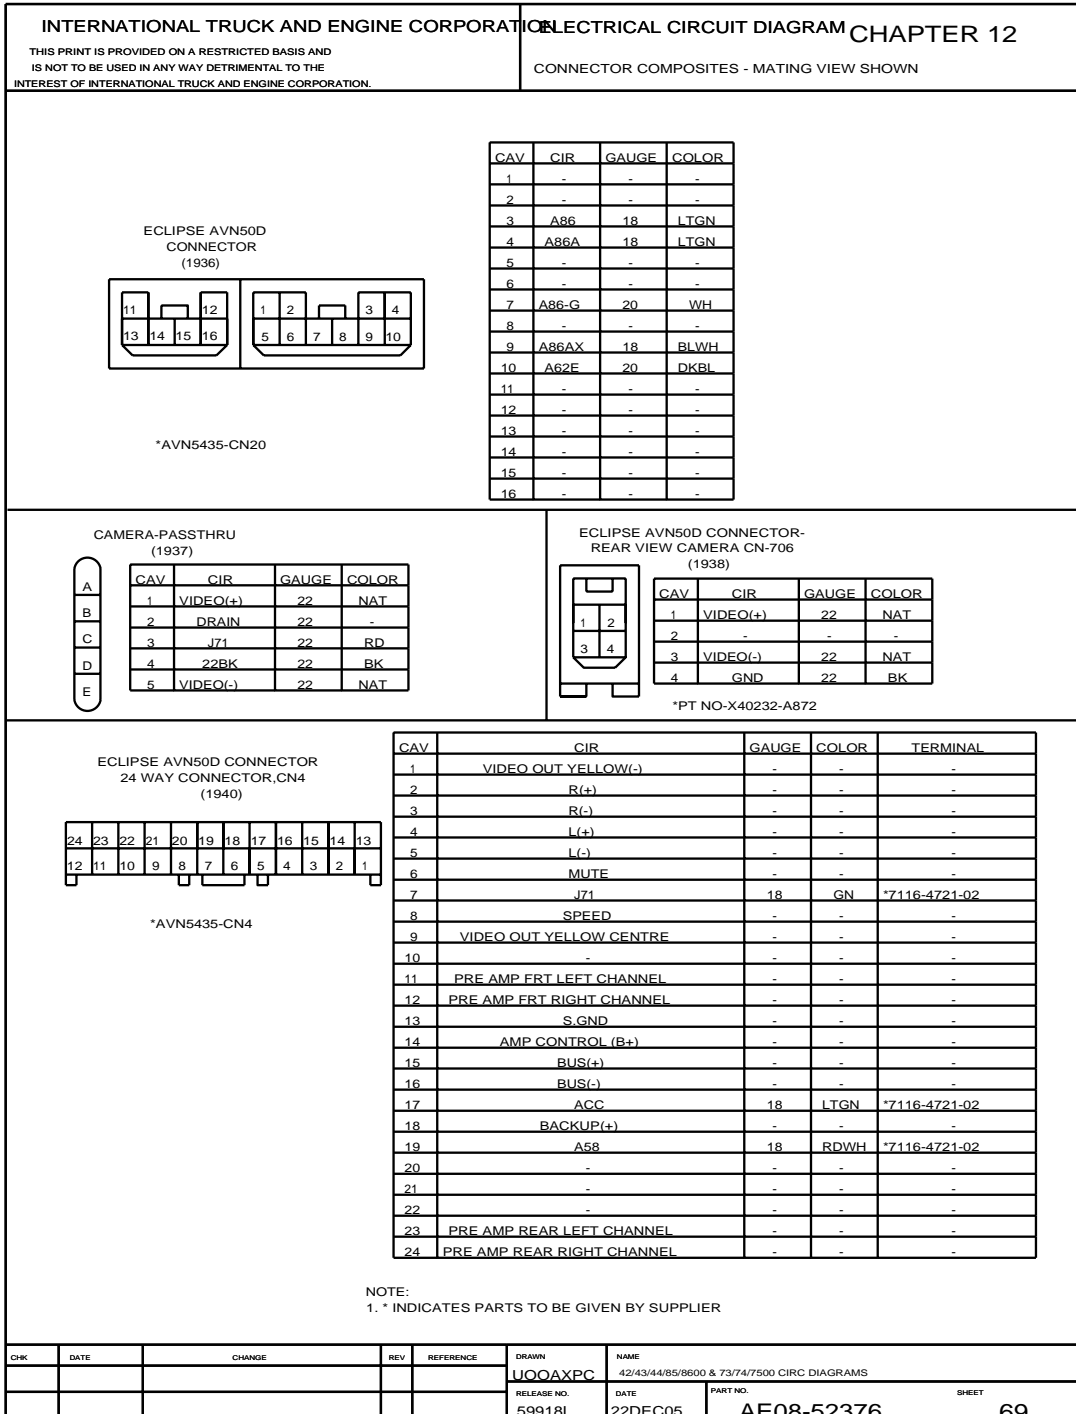 INTERNATIONAL TRUCK AND ENGINE CORPORATION
THIS PRINT IS PROVIDED ON A RESTRICTED BASIS AND
IS NOT TO BE USED IN ANY WAY DETRIMENTAL TO THE
INTEREST OF INTERNATIONAL TRUCK AND ENGINE CORPORATION.
ELECTRICAL CIRCUIT DIAGRAM
CHAPTER 12
CONNECTOR COMPOSITES - MATING VIEW SHOWN
ECLIPSE AVN50D
CONNECTOR
(1936)
11 12 1 2 3 4
13 14 15 16 5 6 7 8 9 10
*AVN5435-CN20
CAV CIR GAUGE COLOR
1 - - -
2 - - -
3 A86 18 LTGN
4 A86A 18 LTGN
5 - - -
6 - - -
7 A86-G 20 WH
8 - - -
9 A86AX 18 BLWH
10 A62E 20 DKBL
11 - - -
12 - - -
13 - - -
14 - - -
15 - - -
16 - - -
CAMERA-PASSTHRU
(1937)
A
B
C
D
E
CAV CIR GAUGE COLOR
1 VIDEO(+) 22 NAT
2 DRAIN 22 -
3 J71 22 RD
4 22BK 22 BK
5 VIDEO(-) 22 NAT
ECLIPSE AVN50D CONNECTOR-
REAR VIEW CAMERA CN-706
(1938)
1 2
3 4
CAV CIR GAUGE COLOR
1 VIDEO(+) 22 NAT
2 - - -
3 VIDEO(-) 22 NAT
4 GND 22 BK
*PT NO-X40232-A872
ECLIPSE AVN50D CONNECTOR
24 WAY CONNECTOR,CN4
(1940)
24 23 22 21 20 19 18 17 16 15 14 13
12 11 10 9 8 7 6 5 4 3 2 1
*AVN5435-CN4
CAV CIR GAUGE COLOR TERMINAL
1 VIDEO OUT YELLOW(-) - - -
2 R(+) - - -
3 R(-) - - -
4 L(+) - - -
5 L(-) - - -
6 MUTE - - -
7 J71 18 GN *7116-4721-02
8 SPEED - - -
9 VIDEO OUT YELLOW CENTRE - - -
10 - - - -
11 PRE AMP FRT LEFT CHANNEL - - -
12 PRE AMP FRT RIGHT CHANNEL - - -
13 S.GND - - -
14 AMP CONTROL (B+) - - -
15 BUS(+) - - -
16 BUS(-) - - -
17 ACC 18 LTGN *7116-4721-02
18 BACKUP(+) - - -
19 A58 18 RDWH *7116-4721-02
20 - - - -
21 - - - -
22 - - - -
23 PRE AMP REAR LEFT CHANNEL - - -
24 PRE AMP REAR RIGHT CHANNEL - - -
NOTE:
1. * INDICATES PARTS TO BE GIVEN BY SUPPLIER
CHK DATE CHANGE REV REFERENCE
DRAWN
UOOAXPC
NAME
42/43/44/85/8600 & 73/74/7500 CIRC DIAGRAMS
RELEASE NO.
59918L
DATE
22DEC05
PART NO.
AE08-52376
SHEET
69